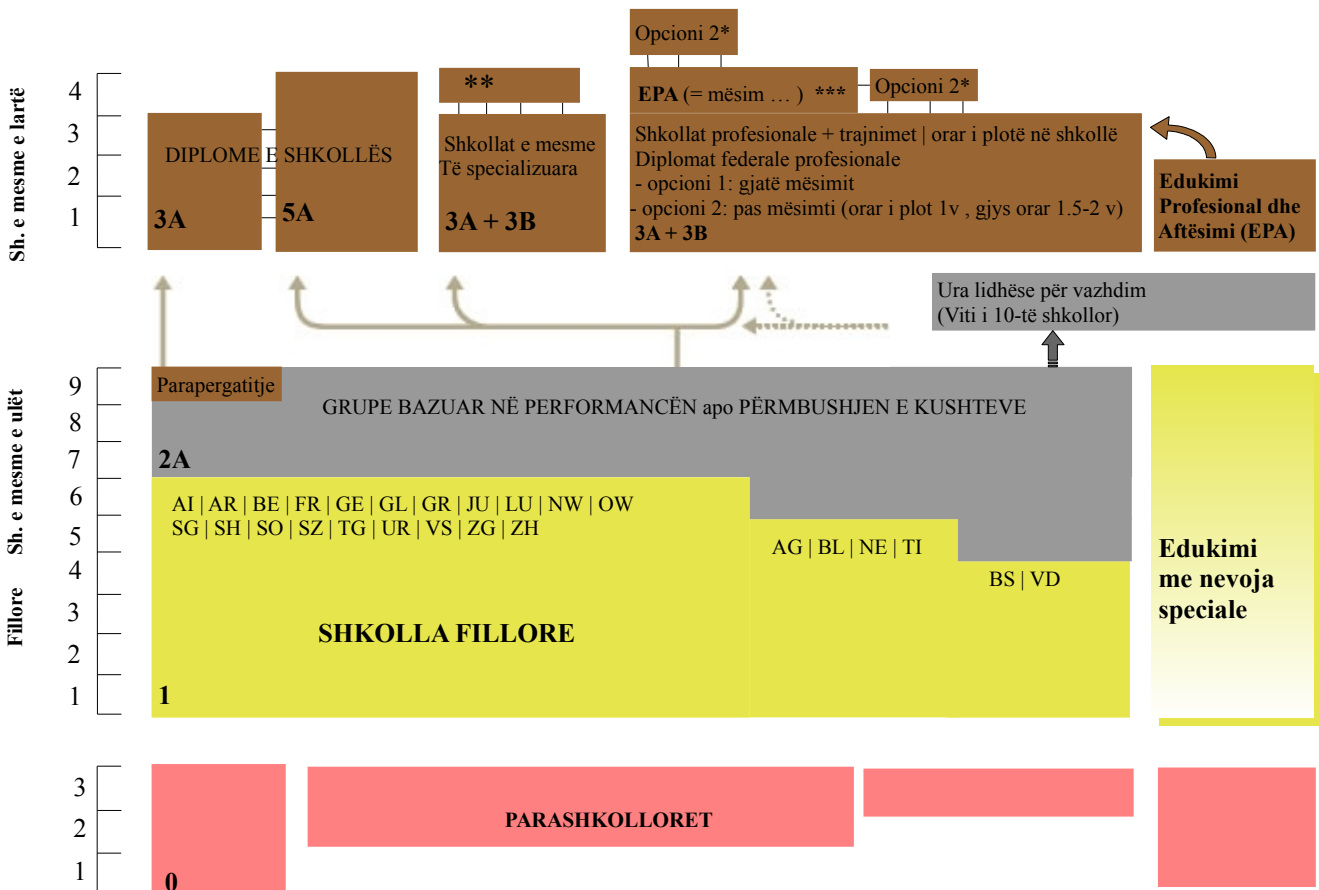 Opcioni 2*
Sh. e mesme e lartë
4
3
2
1
DIPLOME E SHKOLLËS
3A
5A
**
Shkollat e mesme
Të specializuara
3A + 3B
EPA (= mësim … ) ***
Opcioni 2*
Shkollat profesionale + trajnimet | orar i plotë në shkollë
Diplomat federale profesionale
- opcioni 1: gjatë mësimit
- opcioni 2: pas mësimti (orar i plot 1v , gjys orar 1.5-2 v)
3A + 3B
Edukimi
Profesional dhe
Aftësimi (EPA)
Ura lidhëse për vazhdim
(Viti i 10-të shkollor)
Sh. e mesme e ulët
9
8
7
Parapergatitje
GRUPE BAZUAR NË PERFORMANCËN apo PËRMBUSHJEN E KUSHTEVE
2A
Fillore
6
5
4
3
2
1
AI | AR | BE | FR | GE | GL | GR | JU | LU | NW | OW
SG | SH | SO | SZ | TG | UR | VS | ZG | ZH
AG | BL | NE | TI
BS | VD
SHKOLLA FILLORE
1
Edukimi
me nevoja
speciale
3
2
1
PARASHKOLLORET
0